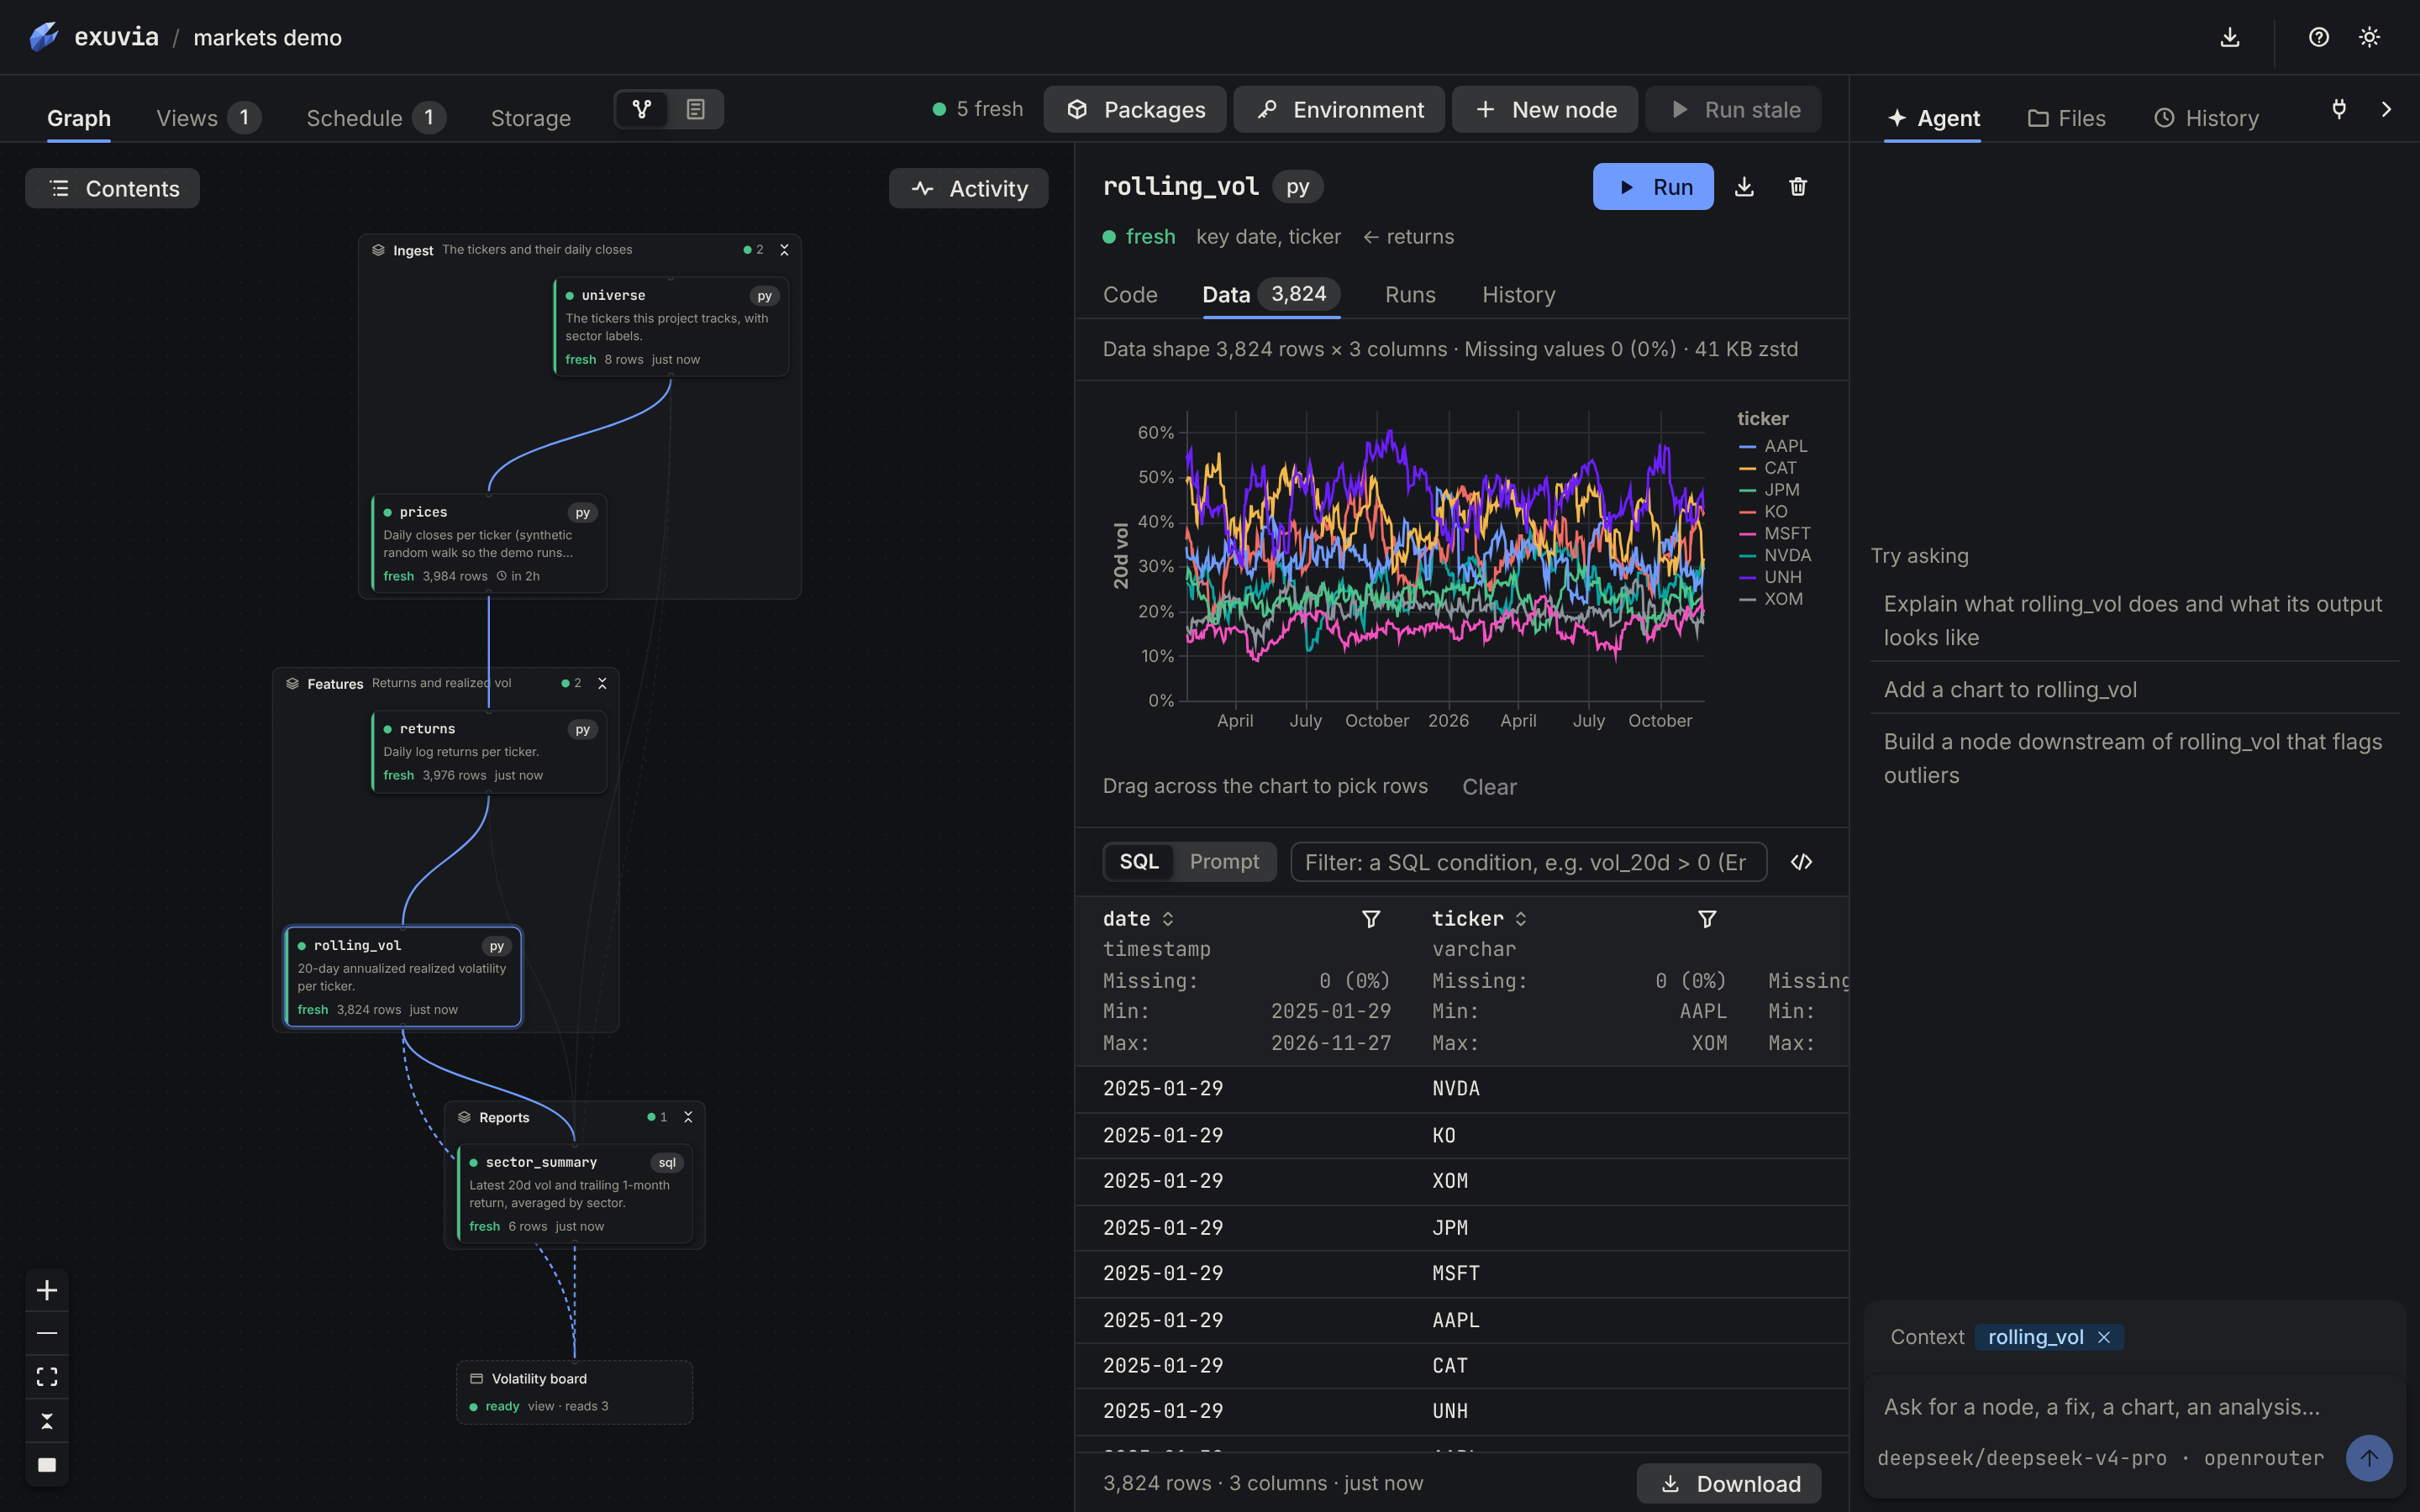 exuvia / markets demo
Graph
Views 1
Schedule 1
Storage
5 fresh
Packages
Environment
New node
Run stale
Agent
Files
History
Contents
Activity
Ingest The tickers and their daily closes 2
universe py
The tickers this project tracks, with
sector labels.
fresh 8 rows just now
prices py
Daily closes per ticker (synthetic
random walk so the demo runs...
fresh 3,984 rows in 2h
Features Returns and realized vol 2
returns py
Daily log returns per ticker.
fresh 3,976 rows just now
rolling_vol py
20-day annualized realized volatility
per ticker.
fresh 3,824 rows just now
Reports 1
sector_summary sql
Latest 20d vol and trailing 1-month
return, averaged by sector.
fresh 6 rows just now
Volatility board
ready view · reads 3
rolling_vol py
Run
fresh key date, ticker ← returns
Code
Data 3,824
Runs
History
Data shape 3,824 rows × 3 columns · Missing values 0 (0%) · 41 KB zstd
20d vol
60%
50%
40%
30%
20%
10%
0%
April July October 2026 April July October
ticker
AAPL
CAT
JPM
KO
MSFT
NVDA
UNH
XOM
Drag across the chart to pick rows Clear
SQL Prompt Filter: a SQL condition, e.g. vol_20d > 0 (Er
date ticker
timestamp varchar
Missing: 0 (0%) Missing: 0 (0%) Missing
Min: 2025-01-29 Min: AAPL Min:
Max: 2026-11-27 Max: XOM Max:
2025-01-29 NVDA
2025-01-29 KO
2025-01-29 XOM
2025-01-29 JPM
2025-01-29 MSFT
2025-01-29 AAPL
2025-01-29 CAT
2025-01-29 UNH
3,824 rows · 3 columns · just now Download
Try asking
Explain what rolling_vol does and what its output
looks like
Add a chart to rolling_vol
Build a node downstream of rolling_vol that flags
outliers
Context rolling_vol
Ask for a node, a fix, a chart, an analysis...
deepseek/deepseek-v4-pro · openrouter